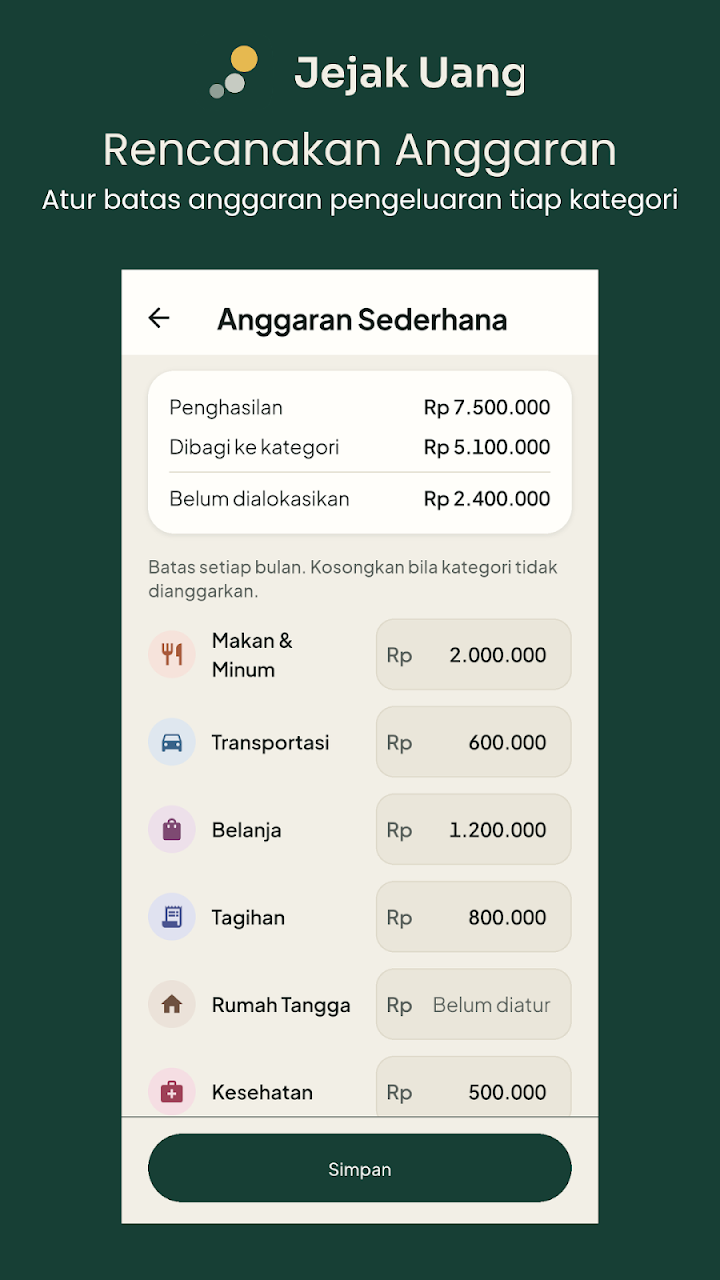 Jejak Uang
Rencanakan Anggaran
Atur batas anggaran pengeluaran tiap kategori
Anggaran Sederhana
Penghasilan Rp 7.500.000
Dibagi ke kategori Rp 5.100.000
Belum dialokasikan Rp 2.400.000
Batas setiap bulan. Kosongkan bila kategori tidak
dianggarkan.
Makan &
Minum
Rp 2.000.000
Transportasi Rp 600.000
Belanja Rp 1.200.000
Tagihan Rp 800.000
Rumah Tangga Rp Belum diatur
Kesehatan Rp 500.000
Simpan